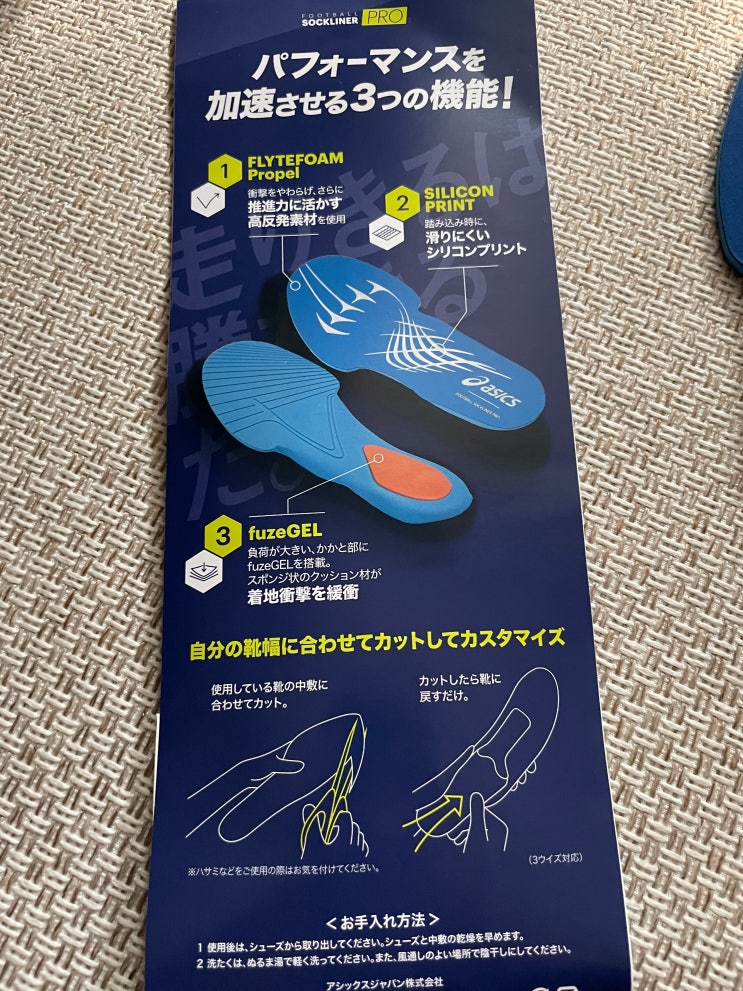 FOOTBALL
SOCKLINER PRO
パフォーマンスを
加速させる3つの機能!
走りきるは
勝
る
た。
1 FLYTEFOAM
Propel
衝撃をやわらげ、さらに
推進力に活かす
高反発素材を使用
2 SILICON
PRINT
踏み込み時に、
滑りにくい
シリコンプリント
asics
FOOTBALL SOCKLINER PRO
3 fuzeGEL
負荷が大きい、かかと部に
fuzeGELを搭載。
スポンジ状のクッション材が
着地衝撃を緩衝
自分の靴幅に合わせてカットしてカスタマイズ
使用している靴の中敷に
合わせてカット。
カットしたら靴に
戻すだけ。
※ハサミなどをご使用の際はお気を付けてください。
(3ウイズ対応)
<お手入れ方法>
1 使用後は、シューズから取り出してください。シューズと中敷の乾燥を早めます。
2 洗たくは、ぬるま湯で軽く洗ってください。また、風通しのよい場所で陰干しにしてください。
アシックスジャパン株式会社